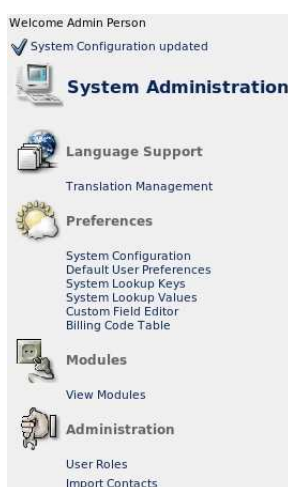 Welcome Admin Person
System Configuration updated
System Administration
Language Support
Translation Management
Preferences
System Configuration
Default User Preferences
System Lookup Keys
System Lookup Values
Custom Field Editor
Billing Code Table
Modules
View Modules
Administration
User Roles
Import Contacts